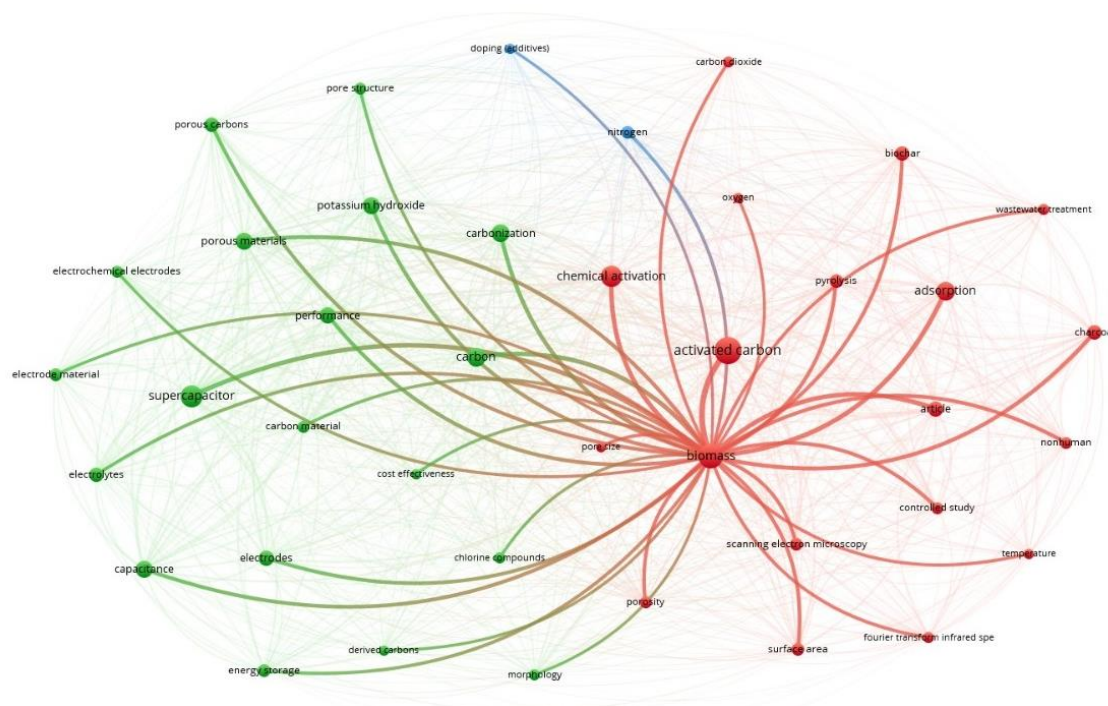 doping (additives)
carbon dioxide
pore structure
porous carbons
nitrogen
biochar
oxygen
potassium hydroxide
wastewater treatment
carbonization
porous materials
electrochemical electrodes
chemical activation
pyrolysis
adsorption
performance
charcoal
activated carbon
carbon
electrode material
supercapacitor
article
carbon material
pore size
nonhuman
biomass
electrolytes
cost effectiveness
controlled study
scanning electron microscopy
chlorine compounds
electrodes
temperature
capacitance
porosity
fourier transform infrared spe
derived carbons
surface area
energy storage
morphology